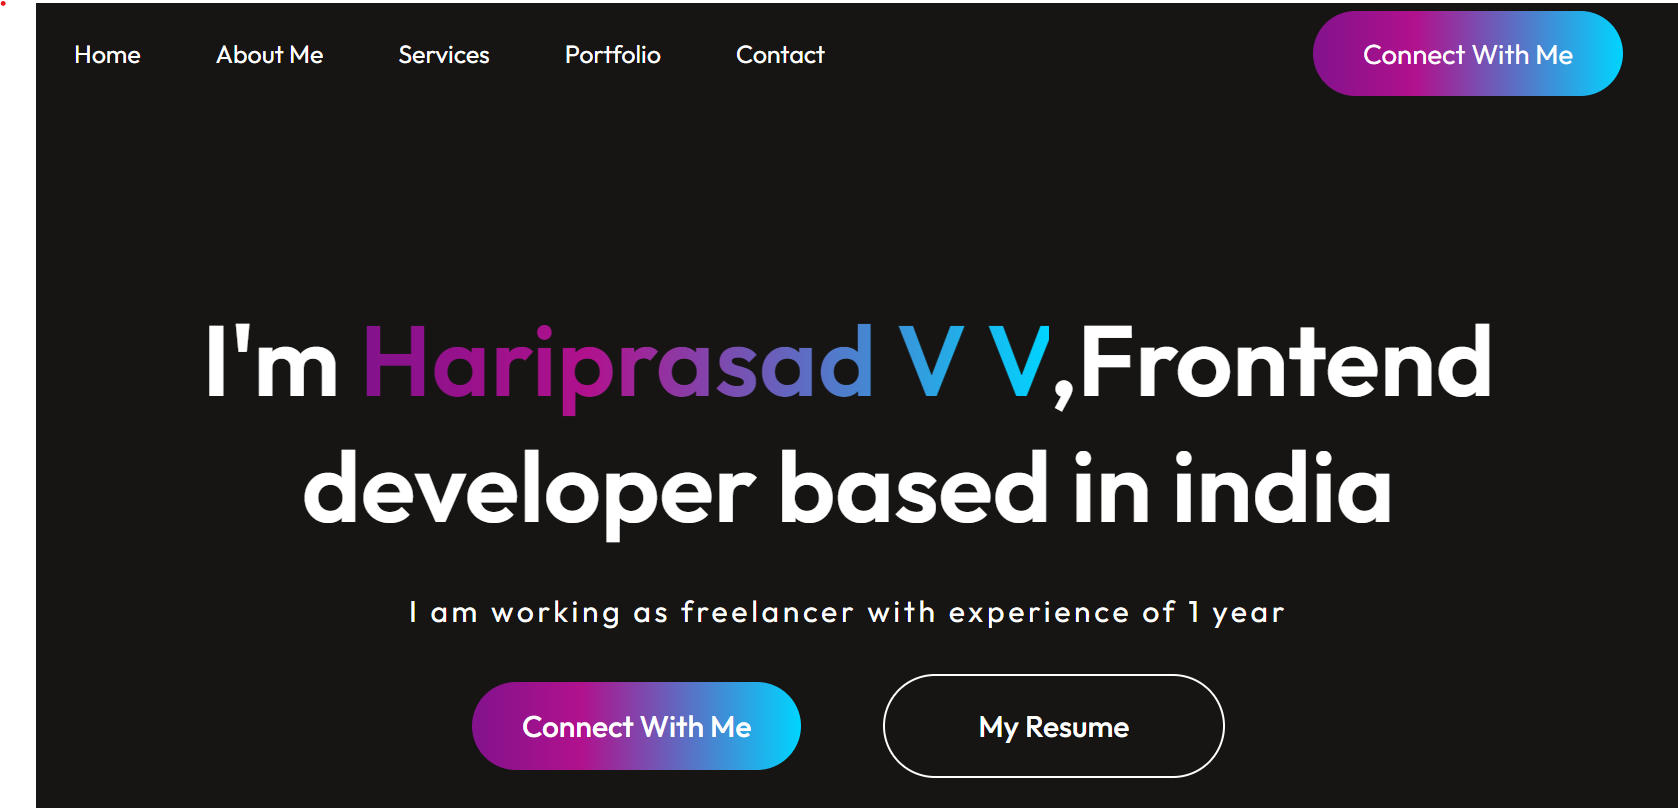 Home About Me Services Portfolio Contact Connect With Me
I'm Hariprasad V V,Frontend
developer based in india
I am working as freelancer with experience of 1 year
Connect With Me My Resume